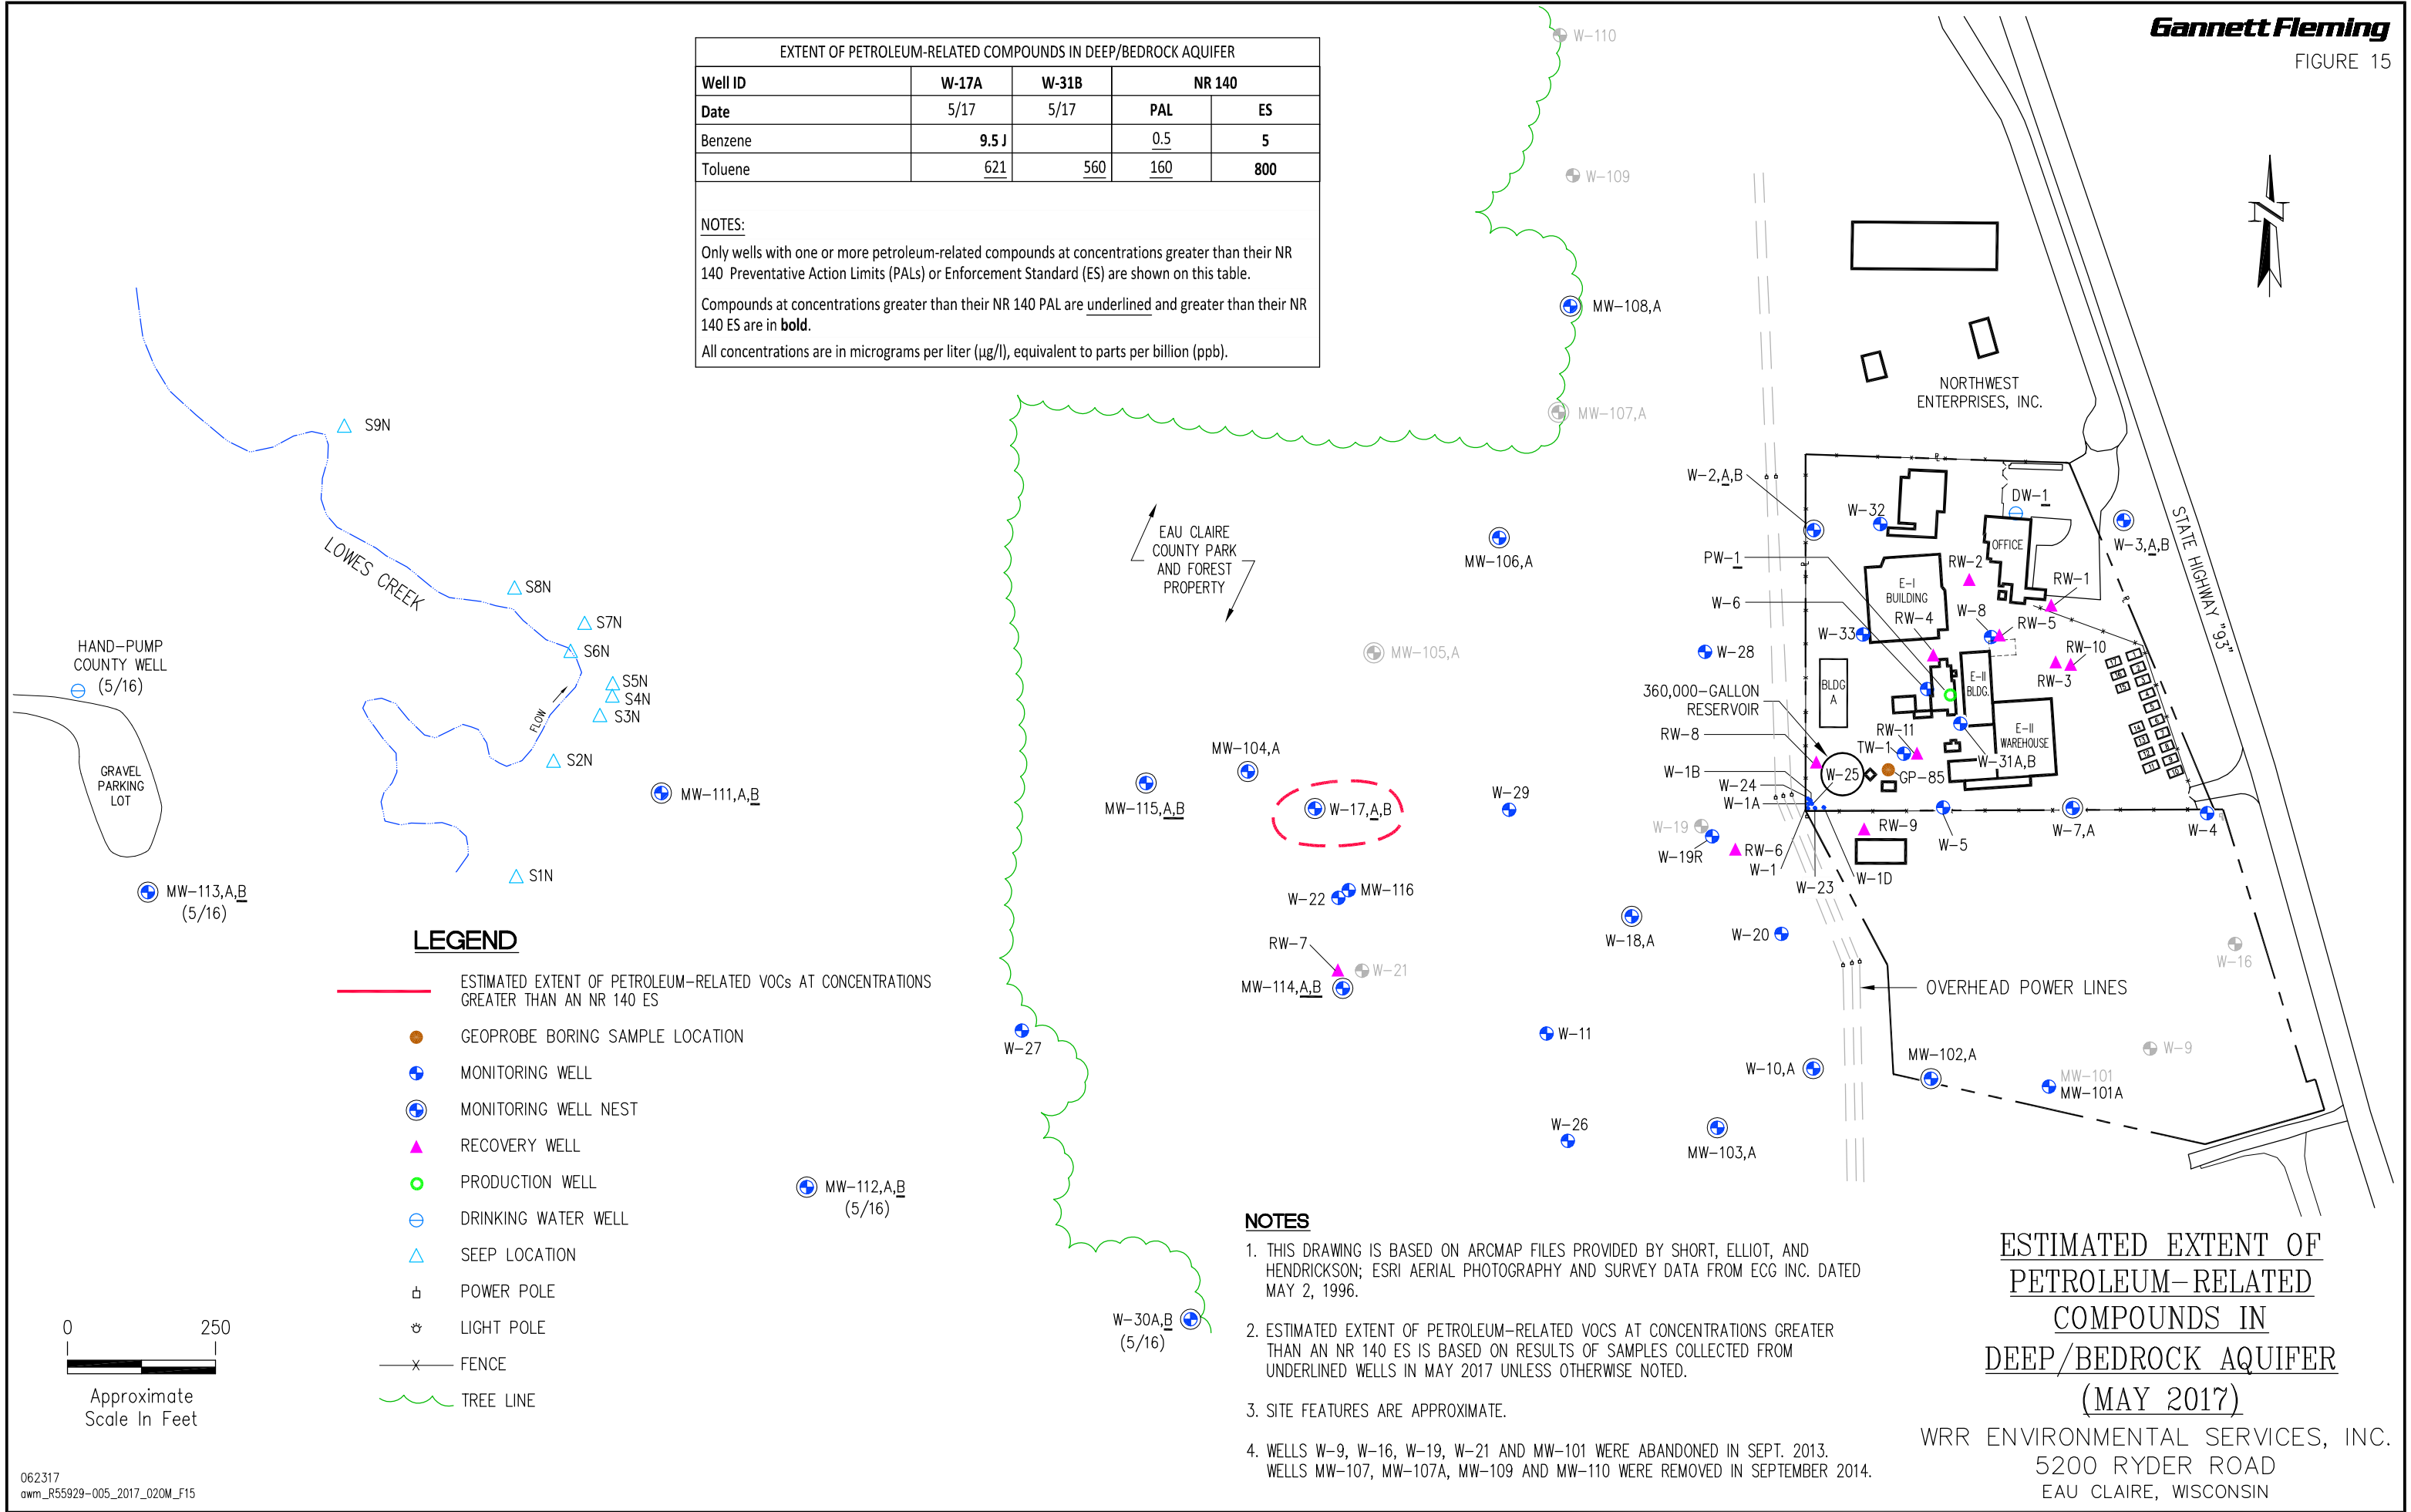 Gannett Fleming
FIGURE 15
EXTENT OF PETROLEUM-RELATED COMPOUNDS IN DEEP/BEDROCK AQUIFER
Well ID W-17A W-31B NR 140
Date 5/17 5/17 PAL ES
Benzene 9.5 J 0.5 5
Toluene 621 560 160 800
NOTES:
Only wells with one or more petroleum-related compounds at concentrations greater than their NR
140 Preventative Action Limits (PALs) or Enforcement Standard (ES) are shown on this table.
Compounds at concentrations greater than their NR 140 PAL are underlined and greater than their NR
140 ES are in bold.
All concentrations are in micrograms per liter (µg/l), equivalent to parts per billion (ppb).
W-110
W-109
MW-108,A
MW-107,A
N
NORTHWEST
ENTERPRISES, INC.
STATE HIGHWAY "93"
S9N
LOWES CREEK
S8N
S7N
S6N
S5N
S4N
S3N
FLOW
S2N
S1N
HAND-PUMP
COUNTY WELL
(5/16)
GRAVEL
PARKING
LOT
MW-113,A,B
(5/16)
MW-111,A,B
EAU CLAIRE
COUNTY PARK
AND FOREST
PROPERTY
MW-106,A
MW-105,A
MW-104,A
MW-115,A,B
W-17,A,B
W-29
W-22
MW-116
RW-7
W-21
MW-114,A,B
W-27
W-11
W-26
MW-103,A
W-10,A
W-18,A
W-20
W-19
W-19R
RW-6
W-28
W-2,A,B
W-32
DW-1
OFFICE
W-3,A,B
PW-1
RW-2
RW-1
E-I
BUILDING
W-6
RW-4
W-8
RW-5
W-33
RW-10
RW-3
BLDG
A
E-II
BLDG.
360,000-GALLON
RESERVOIR
RW-8
RW-11
TW-1
E-II
WAREHOUSE
W-31A,B
W-25
GP-85
W-1B
W-24
W-1A
W-1
W-23
W-1D
RW-9
W-5
W-7,A
W-4
W-16
OVERHEAD POWER LINES
W-9
MW-102,A
MW-101
MW-101A
MW-112,A,B
(5/16)
W-30A,B
(5/16)
LEGEND
ESTIMATED EXTENT OF PETROLEUM-RELATED VOCs AT CONCENTRATIONS
GREATER THAN AN NR 140 ES
GEOPROBE BORING SAMPLE LOCATION
MONITORING WELL
MONITORING WELL NEST
RECOVERY WELL
PRODUCTION WELL
DRINKING WATER WELL
SEEP LOCATION
POWER POLE
LIGHT POLE
FENCE
TREE LINE
0 250
Approximate
Scale In Feet
062317
awm_R55929-005_2017_020M_F15
NOTES
1. THIS DRAWING IS BASED ON ARCMAP FILES PROVIDED BY SHORT, ELLIOT, AND
HENDRICKSON; ESRI AERIAL PHOTOGRAPHY AND SURVEY DATA FROM ECG INC. DATED
MAY 2, 1996.
2. ESTIMATED EXTENT OF PETROLEUM-RELATED VOCS AT CONCENTRATIONS GREATER
THAN AN NR 140 ES IS BASED ON RESULTS OF SAMPLES COLLECTED FROM
UNDERLINED WELLS IN MAY 2017 UNLESS OTHERWISE NOTED.
3. SITE FEATURES ARE APPROXIMATE.
4. WELLS W-9, W-16, W-19, W-21 AND MW-101 WERE ABANDONED IN SEPT. 2013.
WELLS MW-107, MW-107A, MW-109 AND MW-110 WERE REMOVED IN SEPTEMBER 2014.
ESTIMATED EXTENT OF
PETROLEUM-RELATED
COMPOUNDS IN
DEEP/BEDROCK AQUIFER
(MAY 2017)
WRR ENVIRONMENTAL SERVICES, INC.
5200 RYDER ROAD
EAU CLAIRE, WISCONSIN